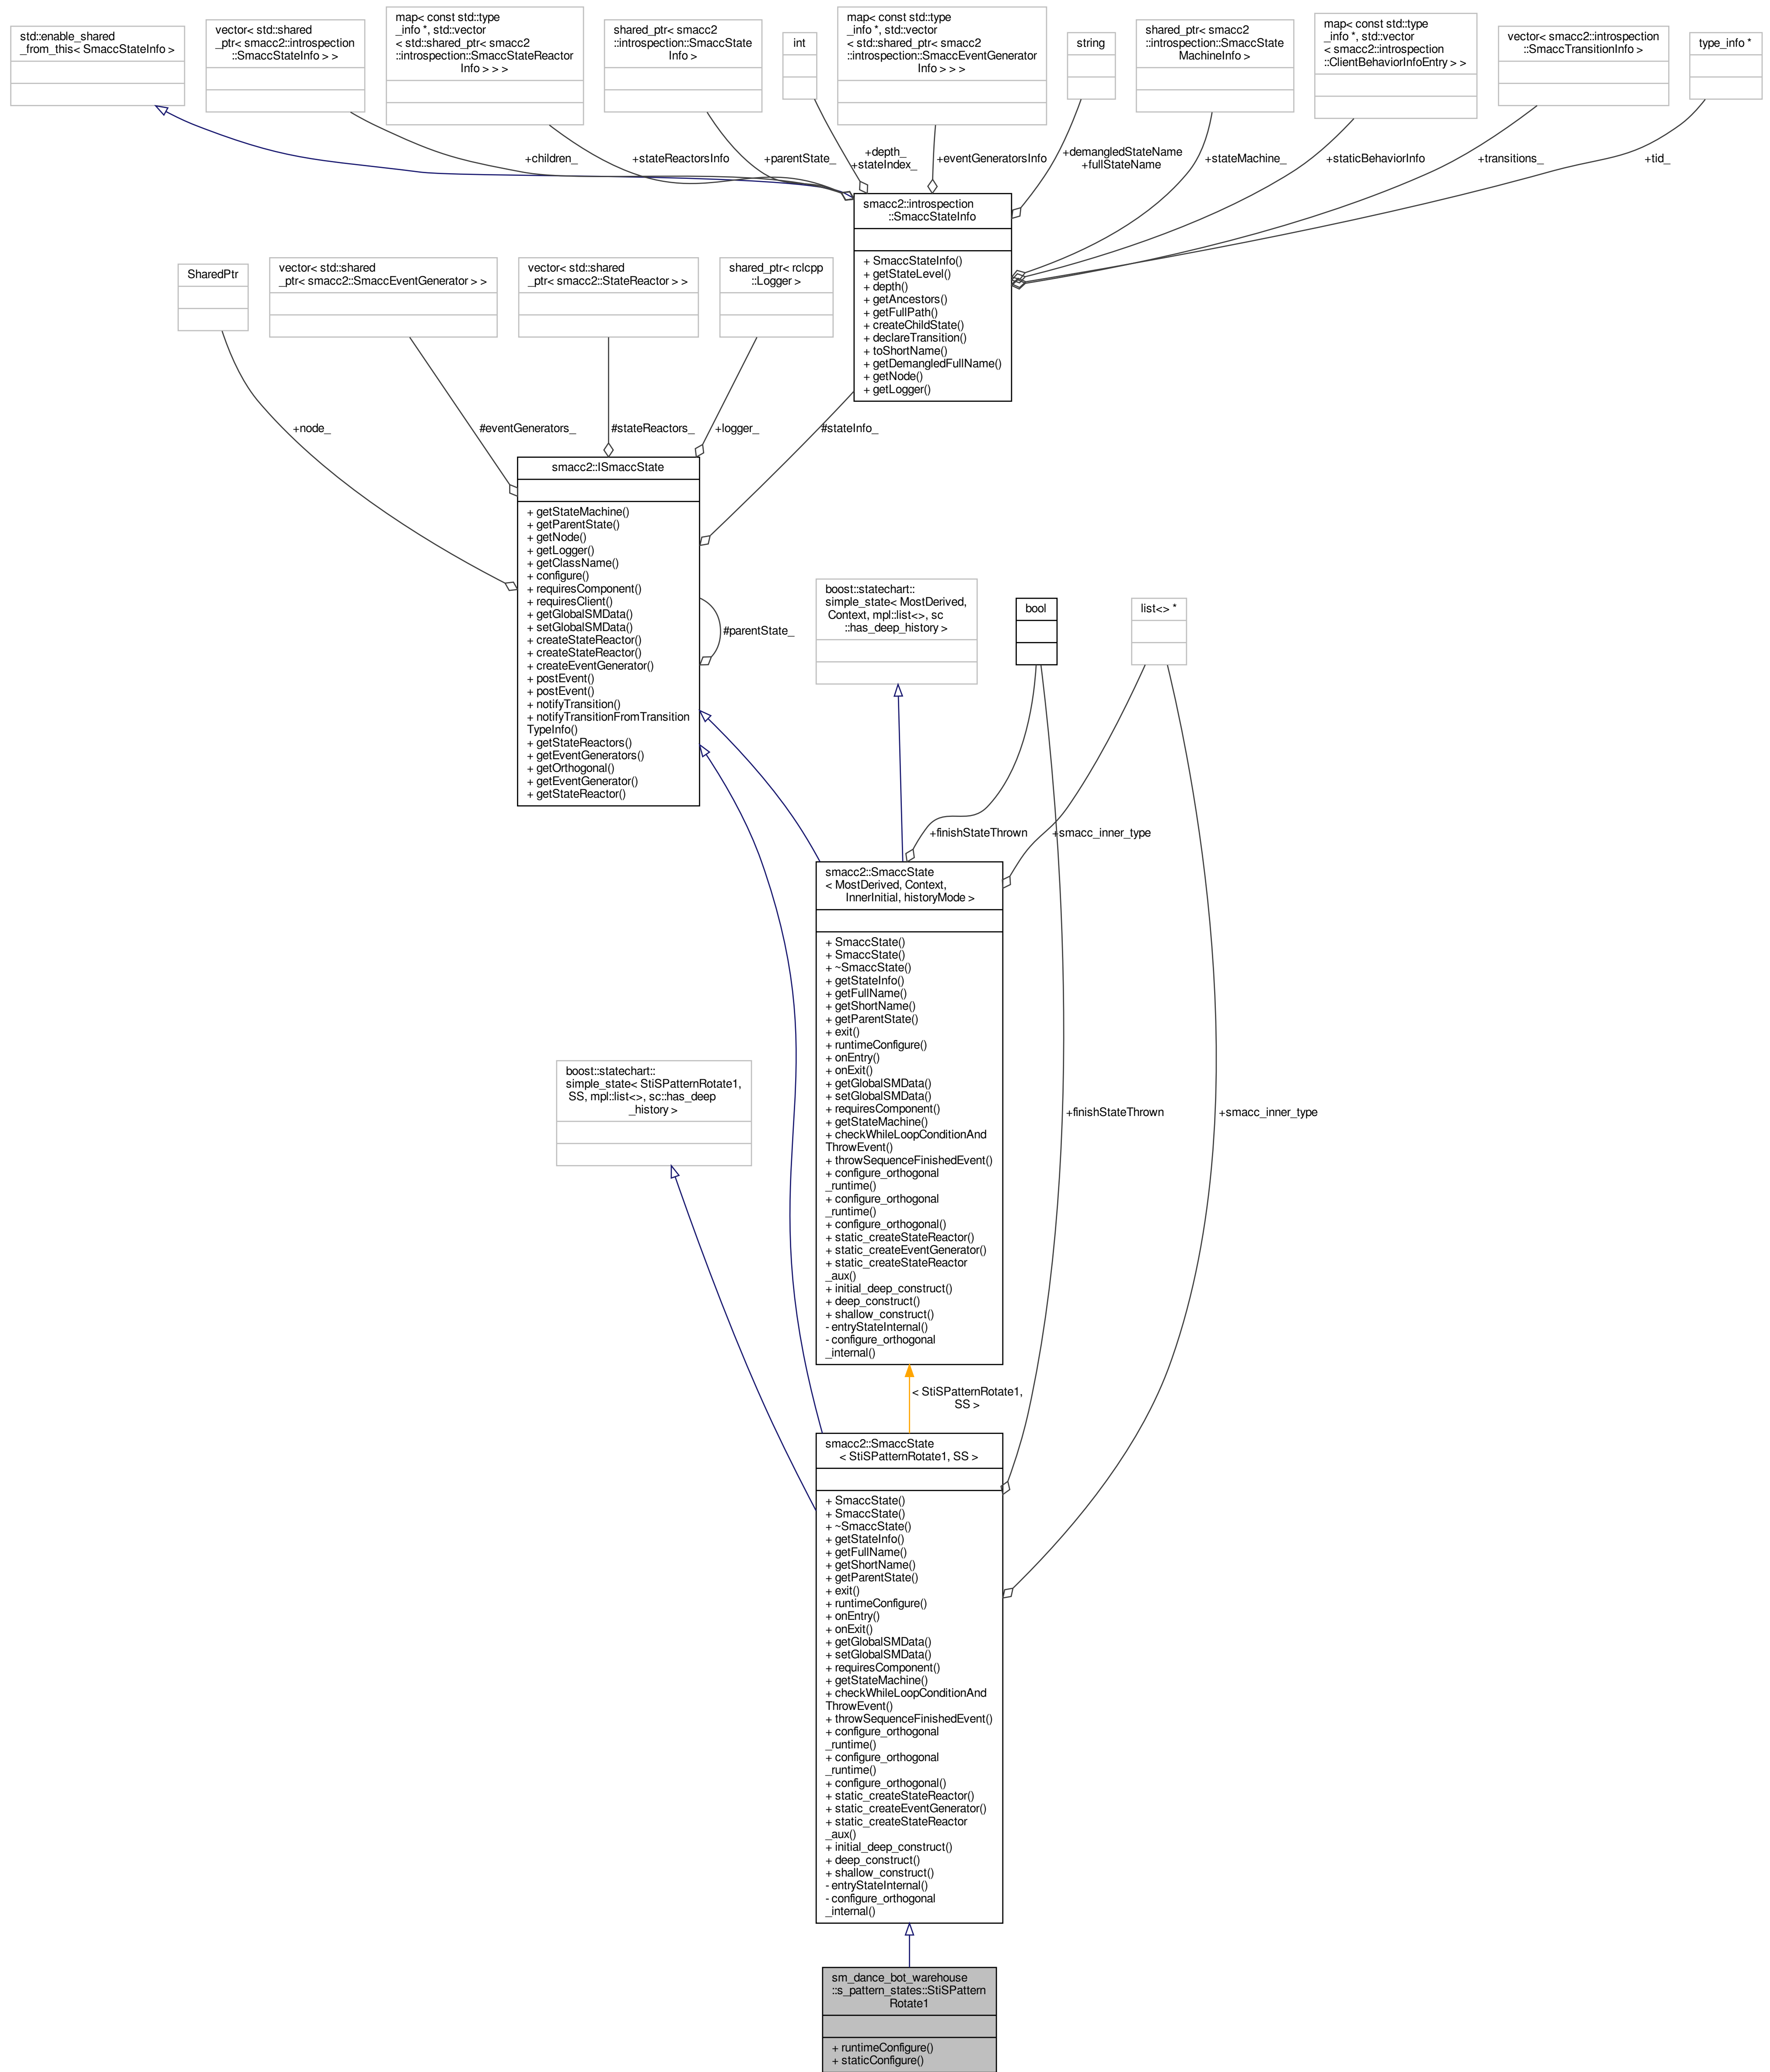 std::enable_shared
_from_this< SmaccStateInfo >
vector< std::shared
_ptr< smacc2::introspection
::SmaccStateInfo > >
map< const std::type
_info *, std::vector
< std::shared_ptr< smacc2
::introspection::SmaccStateReactor
Info > > >
shared_ptr< smacc2
::introspection::SmaccState
Info >
int
map< const std::type
_info *, std::vector
< std::shared_ptr< smacc2
::introspection::SmaccEventGenerator
Info > > >
string
shared_ptr< smacc2
::introspection::SmaccState
MachineInfo >
map< const std::type
_info *, std::vector
< smacc2::introspection
::ClientBehaviorInfoEntry > >
vector< smacc2::introspection
::SmaccTransitionInfo >
type_info *
+children_
+stateReactorsInfo
+parentState_
+depth_
+stateIndex_
+eventGeneratorsInfo
+demangledStateName
+fullStateName
+stateMachine_
+staticBehaviorInfo
+transitions_
+tid_
smacc2::introspection
::SmaccStateInfo
+ SmaccStateInfo()
+ getStateLevel()
+ depth()
+ getAncestors()
+ getFullPath()
+ createChildState()
+ declareTransition()
+ toShortName()
+ getDemangledFullName()
+ getNode()
+ getLogger()
SharedPtr
vector< std::shared
_ptr< smacc2::SmaccEventGenerator > >
vector< std::shared
_ptr< smacc2::StateReactor > >
shared_ptr< rclcpp
::Logger >
+node_
#eventGenerators_
#stateReactors_
+logger_
#stateInfo_
smacc2::ISmaccState
+ getStateMachine()
+ getParentState()
+ getNode()
+ getLogger()
+ getClassName()
+ configure()
+ requiresComponent()
+ requiresClient()
+ getGlobalSMData()
+ setGlobalSMData()
+ createStateReactor()
+ createStateReactor()
+ createEventGenerator()
+ postEvent()
+ postEvent()
+ notifyTransition()
+ notifyTransitionFromTransition
TypeInfo()
+ getStateReactors()
+ getEventGenerators()
+ getOrthogonal()
+ getEventGenerator()
+ getStateReactor()
#parentState_
boost::statechart::
simple_state< MostDerived,
Context, mpl::list<>, sc
::has_deep_history >
bool
list<> *
+finishStateThrown
+smacc_inner_type
smacc2::SmaccState
< MostDerived, Context,
InnerInitial, historyMode >
+ SmaccState()
+ SmaccState()
+ ~SmaccState()
+ getStateInfo()
+ getFullName()
+ getShortName()
+ getParentState()
+ exit()
+ runtimeConfigure()
+ onEntry()
+ onExit()
+ getGlobalSMData()
+ setGlobalSMData()
+ requiresComponent()
+ getStateMachine()
+ checkWhileLoopConditionAnd
ThrowEvent()
+ throwSequenceFinishedEvent()
+ configure_orthogonal
_runtime()
+ configure_orthogonal
_runtime()
+ configure_orthogonal()
+ static_createStateReactor()
+ static_createEventGenerator()
+ static_createStateReactor
_aux()
+ initial_deep_construct()
+ deep_construct()
+ shallow_construct()
- entryStateInternal()
- configure_orthogonal
_internal()
boost::statechart::
simple_state< StiSPatternRotate1,
SS, mpl::list<>, sc::has_deep
_history >
+finishStateThrown
+smacc_inner_type
< StiSPatternRotate1,
SS >
smacc2::SmaccState
< StiSPatternRotate1, SS >
+ SmaccState()
+ SmaccState()
+ ~SmaccState()
+ getStateInfo()
+ getFullName()
+ getShortName()
+ getParentState()
+ exit()
+ runtimeConfigure()
+ onEntry()
+ onExit()
+ getGlobalSMData()
+ setGlobalSMData()
+ requiresComponent()
+ getStateMachine()
+ checkWhileLoopConditionAnd
ThrowEvent()
+ throwSequenceFinishedEvent()
+ configure_orthogonal
_runtime()
+ configure_orthogonal
_runtime()
+ configure_orthogonal()
+ static_createStateReactor()
+ static_createEventGenerator()
+ static_createStateReactor
_aux()
+ initial_deep_construct()
+ deep_construct()
+ shallow_construct()
- entryStateInternal()
- configure_orthogonal
_internal()
sm_dance_bot_warehouse
::s_pattern_states::StiSPattern
Rotate1
+ runtimeConfigure()
+ staticConfigure()